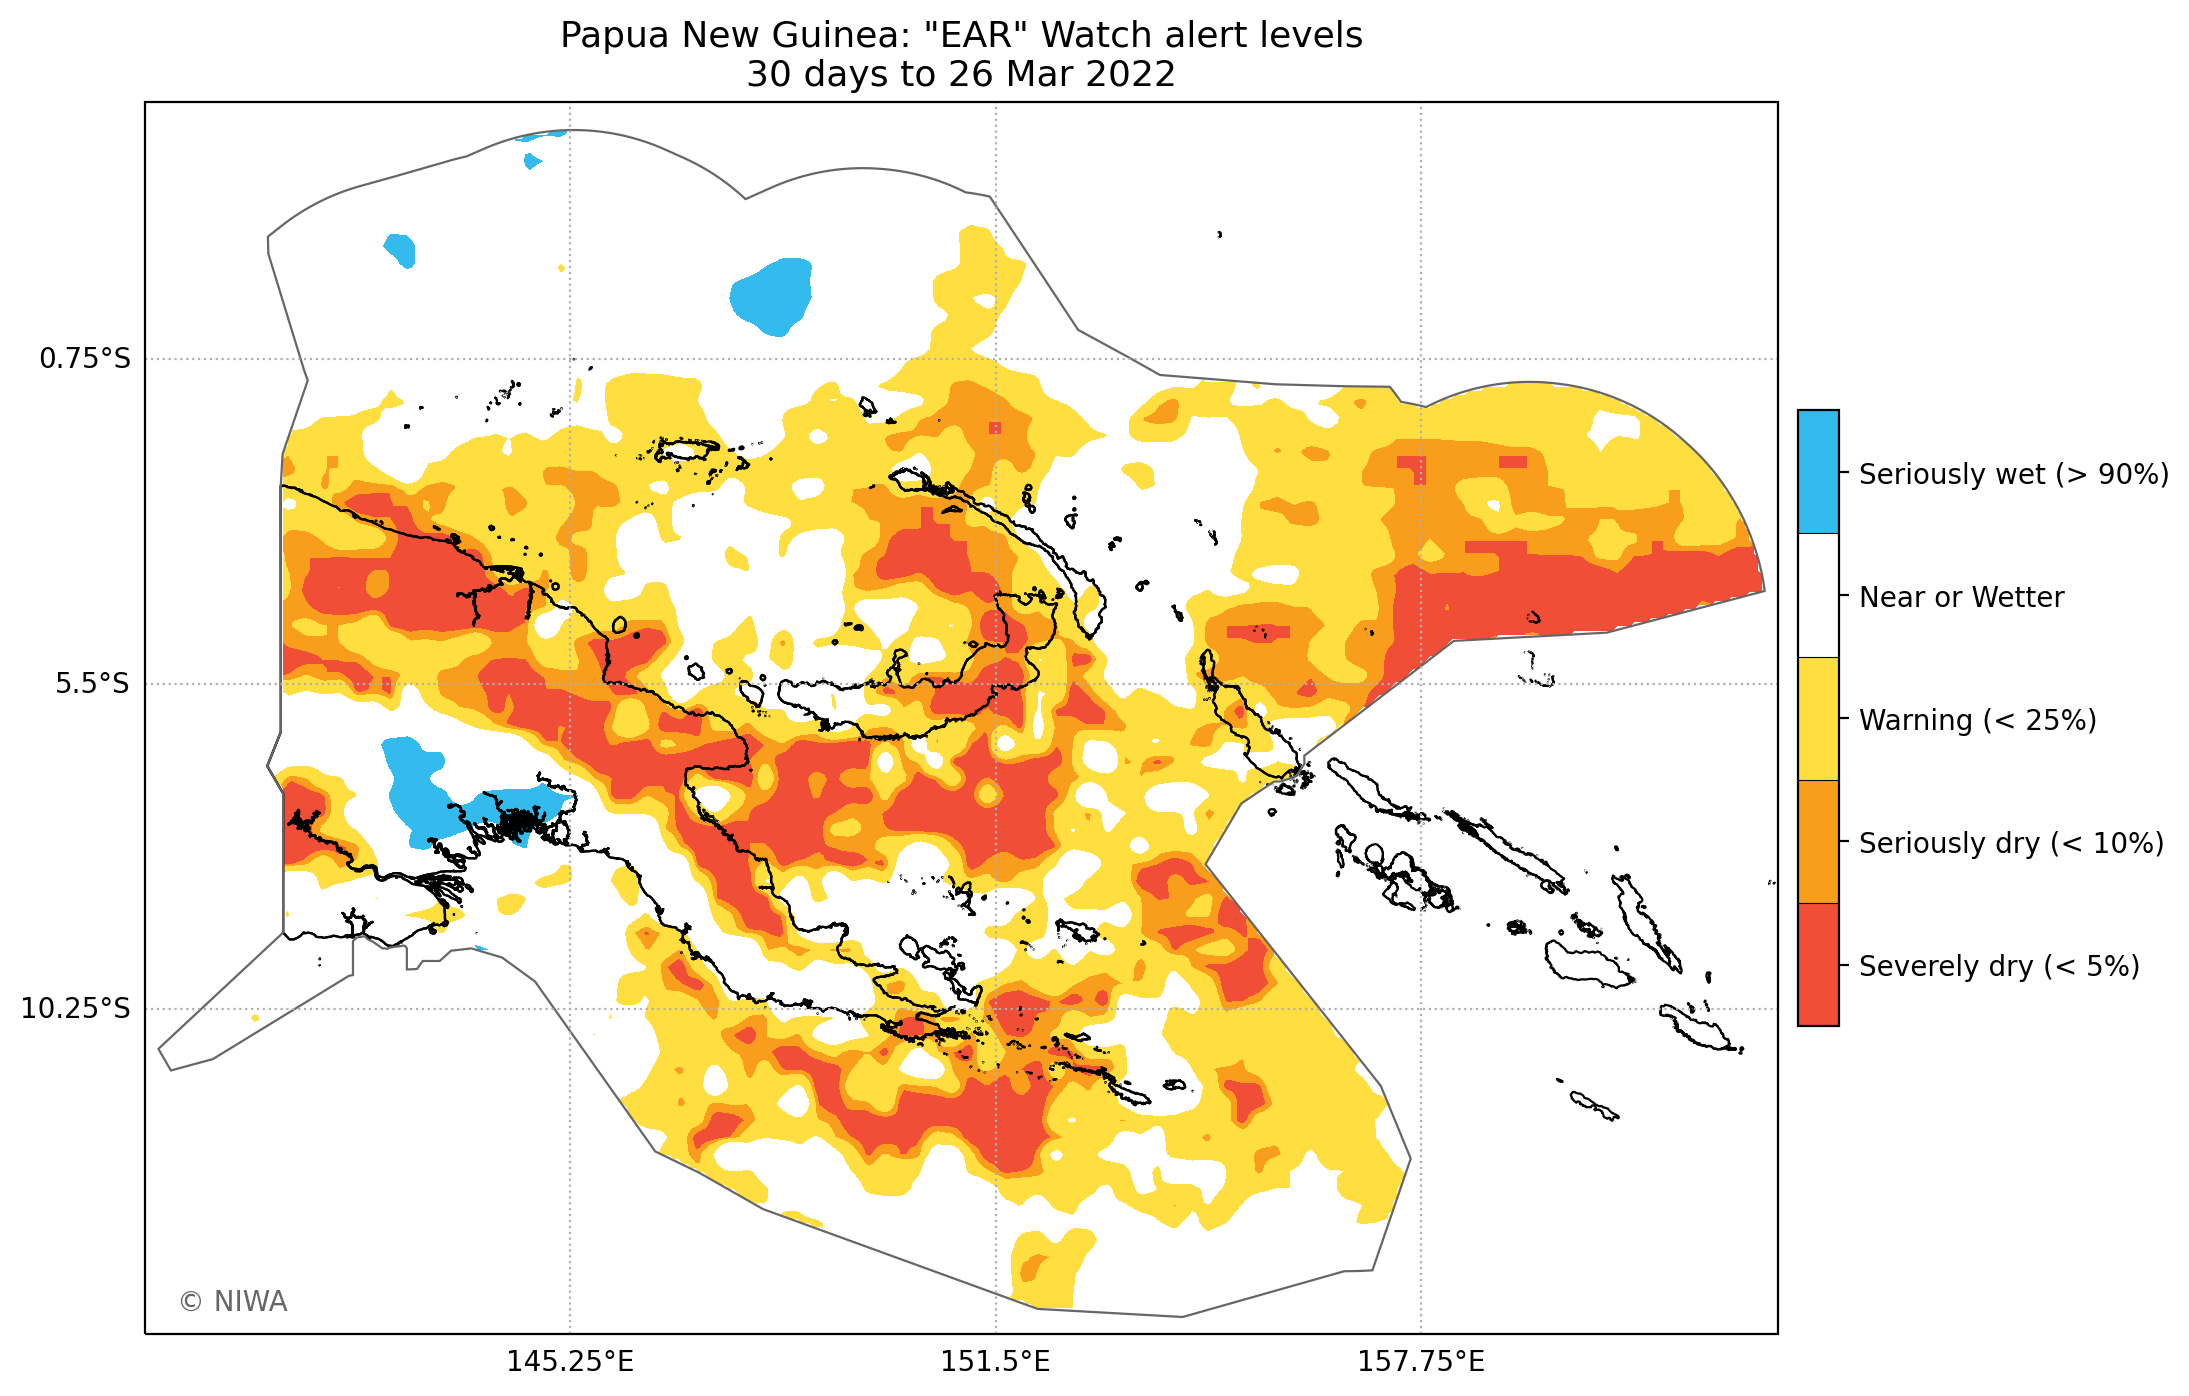 Papua New Guinea: "EAR" Watch alert levels
30 days to 26 Mar 2022
0.75°S
5.5°S
10.25°S
145.25°E
151.5°E
157.75°E
Seriously wet (> 90%)
Near or Wetter
Warning (< 25%)
Seriously dry (< 10%)
Severely dry (< 5%)
© NIWA